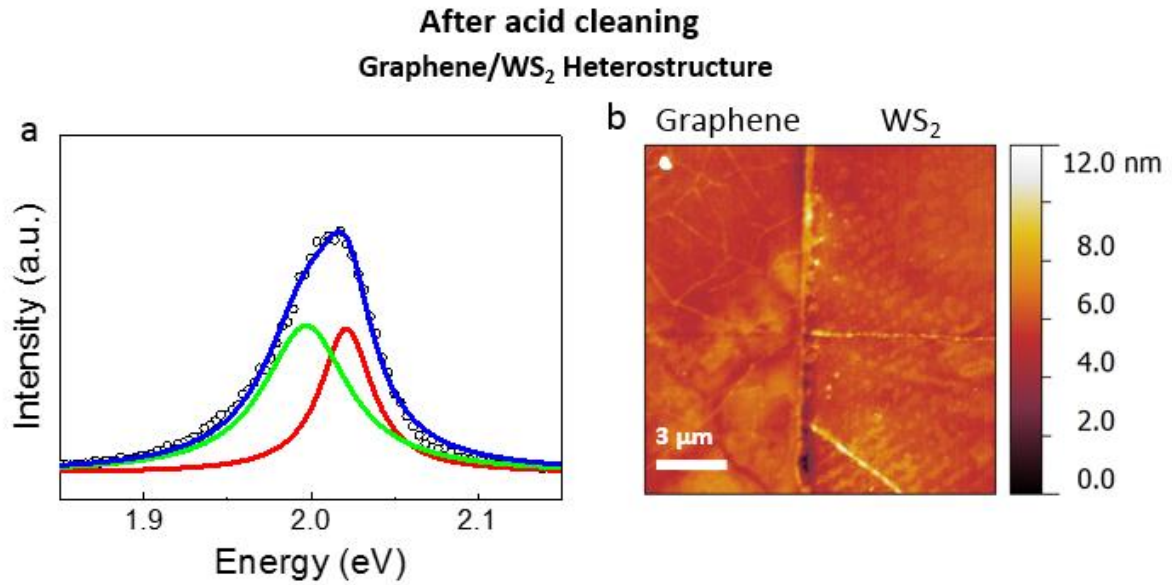 After acid cleaning
Graphene/WS₂ Heterostructure
a
Intensity (a.u.)
1.9 2.0 2.1
Energy (eV)
b Graphene WS₂
3 μm
12.0 nm
8.0
6.0
4.0
2.0
0.0